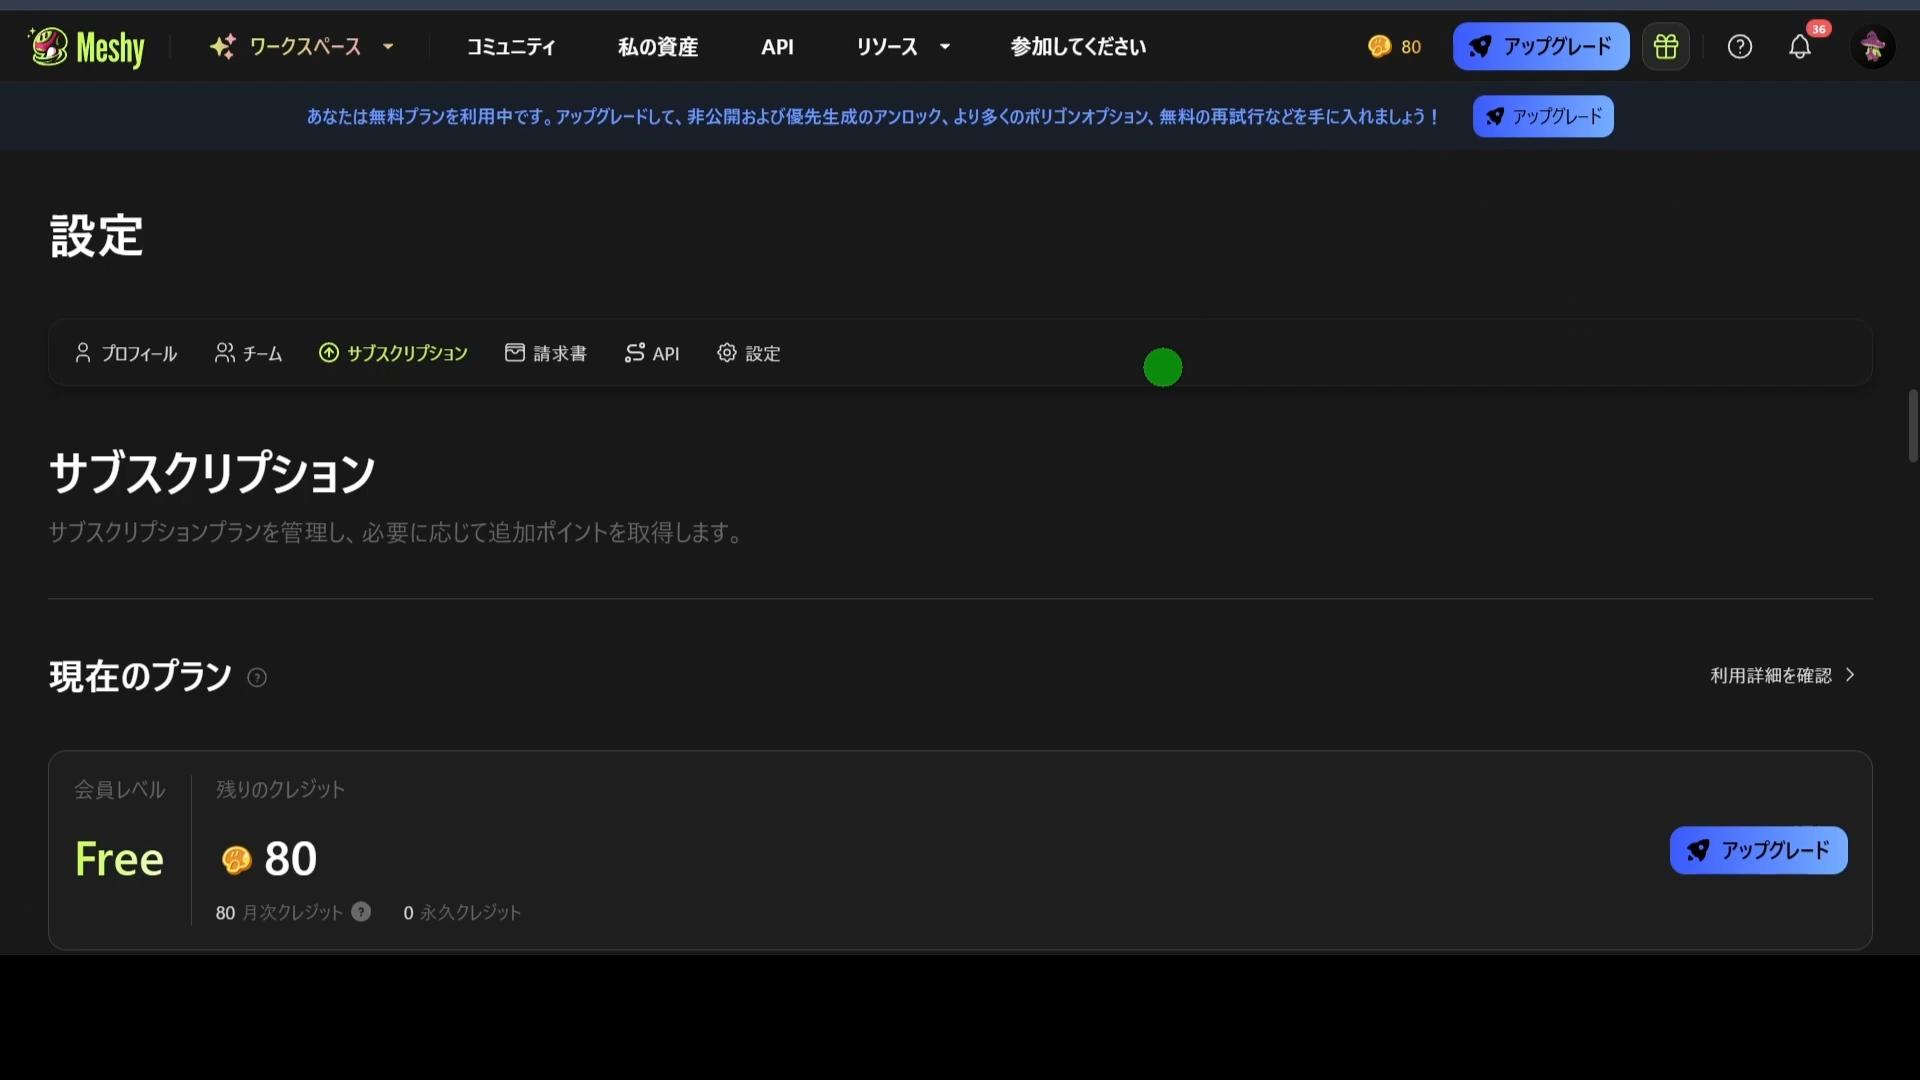 Meshy
ワークスペース
コミュニティ
私の資産
API
リソース
参加してください
80
アップグレード
36
あなたは無料プランを利用中です。アップグレードして、非公開および優先生成のアンロック、より多くのポリゴンオプション、無料の再試行などを手に入れましょう！
アップグレード
設定
プロフィール
チーム
サブスクリプション
請求書
API
設定
サブスクリプション
サブスクリプションプランを管理し、必要に応じて追加ポイントを取得します。
現在のプラン
利用詳細を確認
会員レベル
残りのクレジット
Free
80
アップグレード
80 月次クレジット
0 永久クレジット